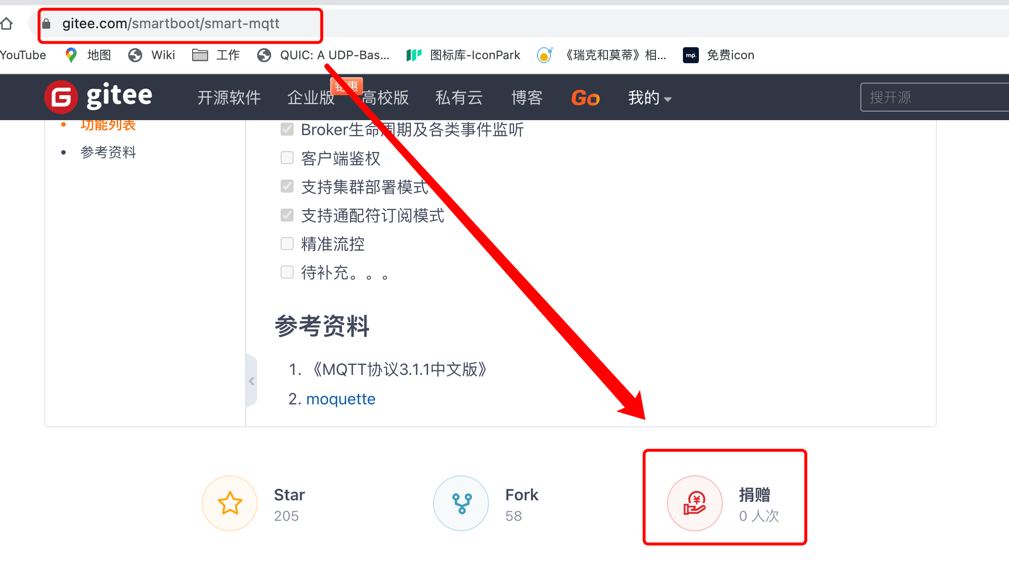 gitee.com/smartboot/smart-mqtt
YouTube 地图 Wiki 工作 QUIC: A UDP-Bas... 图标库-IconPark 《瑞克和莫蒂》相... mp. 免费icon
G gitee 开源软件 企业版 高校版 私有云 博客 Go 我的 搜开源
功能列表
参考资料
Broker生命周期及各类事件监听
客户端鉴权
支持集群部署模式
支持通配符订阅模式
精准流控
待补充。。。
参考资料
1. 《MQTT协议3.1.1中文版》
2. moquette
Star
205
Fork
58
捐赠
0 人次